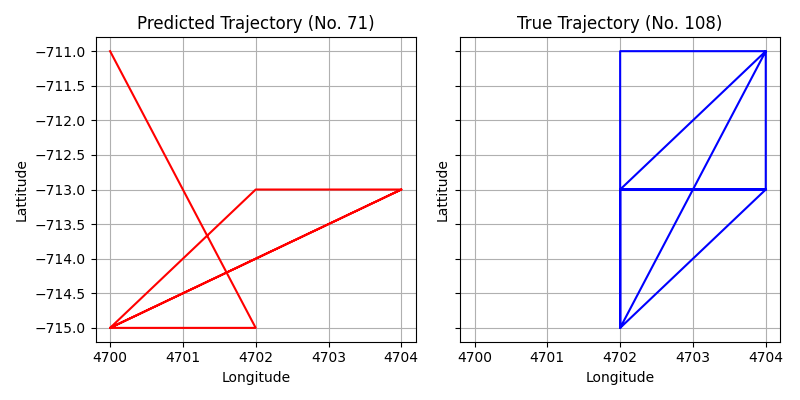 Predicted Trajectory (No. 71)
True Trajectory (No. 108)
Lattitude
−711.0
−711.5
−712.0
−712.5
−713.0
−713.5
−714.0
−714.5
−715.0
4700 4701 4702 4703 4704
Longitude
Lattitude
4700 4701 4702 4703 4704
Longitude